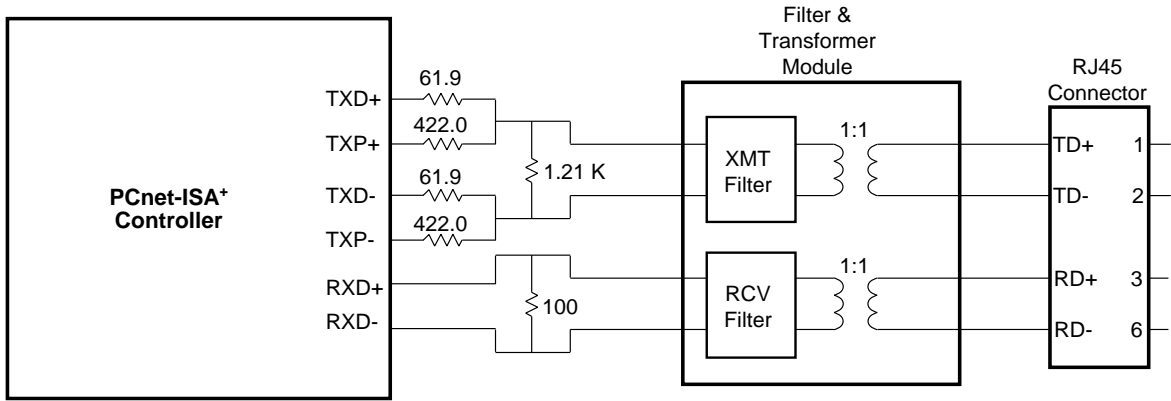 Filter &
Transformer
Module
RJ45
Connector
PCnet-ISA+
Controller
TXD+
61.9
TXP+
422.0
TXD-
61.9
TXP-
422.0
1.21 K
RXD+
RXD-
100
XMT
Filter
1:1
RCV
Filter
1:1
TD+ 1
TD- 2
RD+ 3
RD- 6